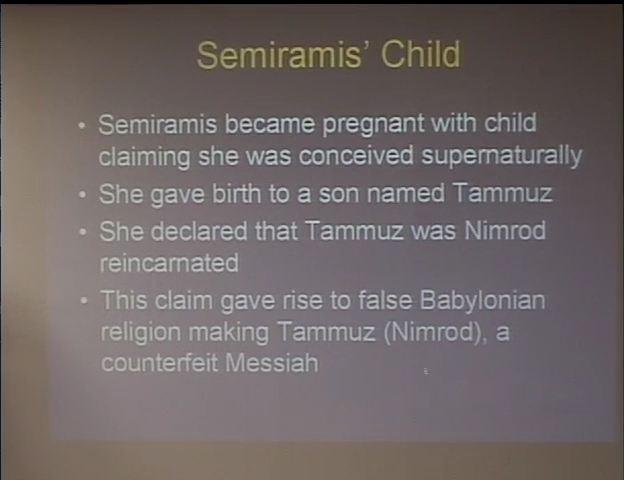 Semiramis' Child
• Semiramis became pregnant with child
claiming she was conceived supernaturally
• She gave birth to a son named Tammuz
• She declared that Tammuz was Nimrod
reincarnated
• This claim gave rise to false Babylonian
religion making Tammuz (Nimrod), a
counterfeit Messiah